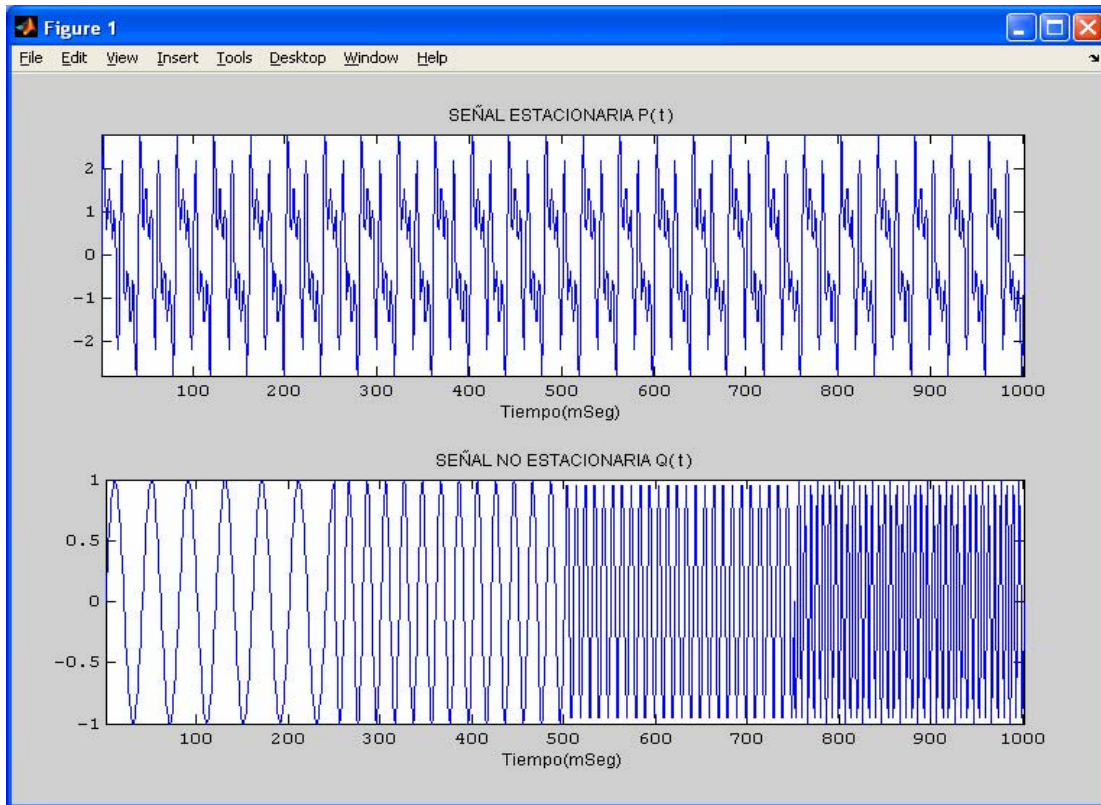 Figure 1
File Edit View Insert Tools Desktop Window Help
SEÑAL ESTACIONARIA P(t)
2
1
0
-1
-2
100 200 300 400 500 600 700 800 900 1000
Tiempo(mSeg)
SEÑAL NO ESTACIONARIA Q(t)
1
0.5
0
-0.5
-1
100 200 300 400 500 600 700 800 900 1000
Tiempo(mSeg)